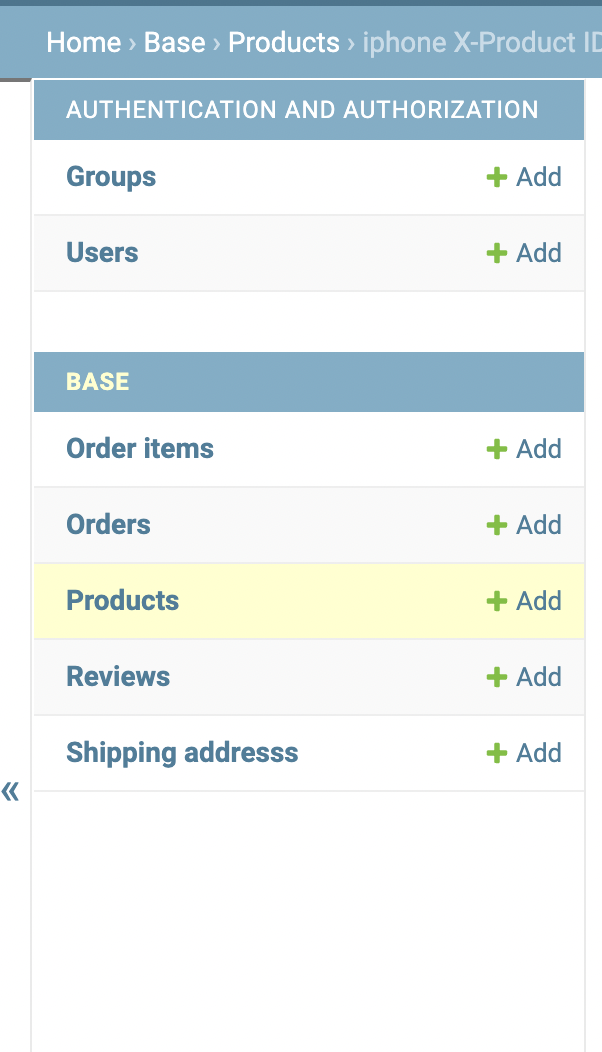 Home › Base › Products › iphone X-Product ID
AUTHENTICATION AND AUTHORIZATION
Groups + Add
Users + Add
BASE
Order items + Add
Orders + Add
Products + Add
Reviews + Add
Shipping addresss + Add
«